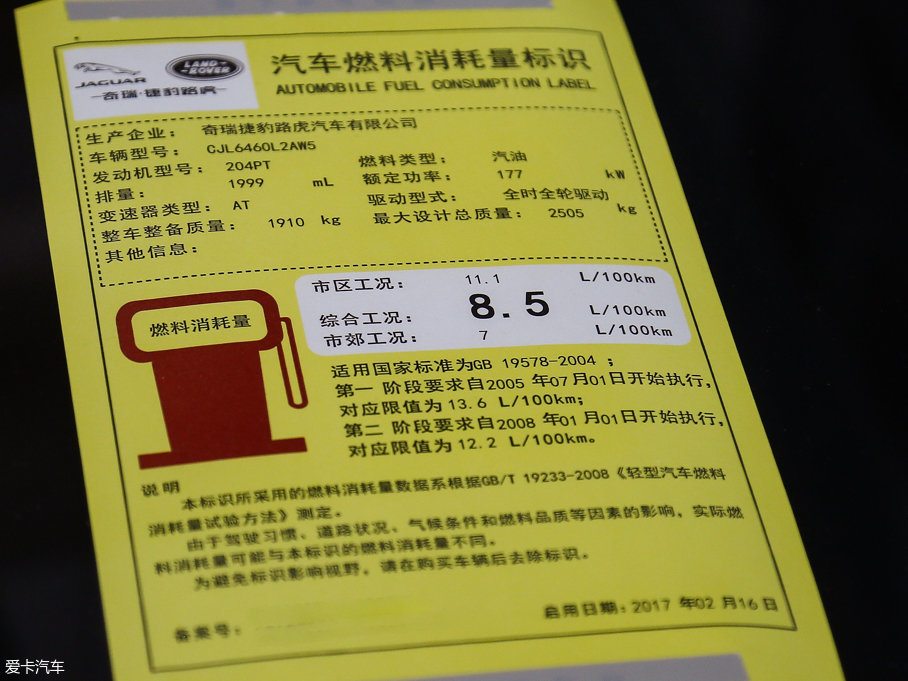 JAGUAR
LAND ROVER
奇瑞·捷豹路虎
汽车燃料消耗量标识
AUTOMOBILE FUEL CONSUMPTION LABEL
生产企业: 奇瑞捷豹路虎汽车有限公司
车辆型号: CJL6460L2AW5
发动机型号: 204PT 燃料类型: 汽油
排量: 1999 mL 额定功率: 177 kW
变速器类型: AT 驱动型式: 全时全轮驱动
整车整备质量: 1910 kg 最大设计总质量: 2505 kg
其他信息:
燃料消耗量
市区工况: 11.1 L/100km
综合工况: 8.5 L/100km
市郊工况: 7 L/100km
适用国家标准为GB 19578-2004 ;
第一 阶段要求自2005 年07月01日开始执行,
对应限值为 13.6 L/100km;
第二 阶段要求自2008 年01月01日开始执行,
对应限值为 12.2 L/100km。
说明
本标识所采用的燃料消耗量数据系根据GB/T 19233-2008《轻型汽车燃料
消耗量试验方法》测定。
由于驾驶习惯、道路状况、气候条件和燃料品质等因素的影响, 实际燃
料消耗量可能与本标识的燃料消耗量不同。
为避免标识影响视野, 请在购买车辆后去除标识。
备案号:
启用日期: 2017 年02 月16 日
爱卡汽车